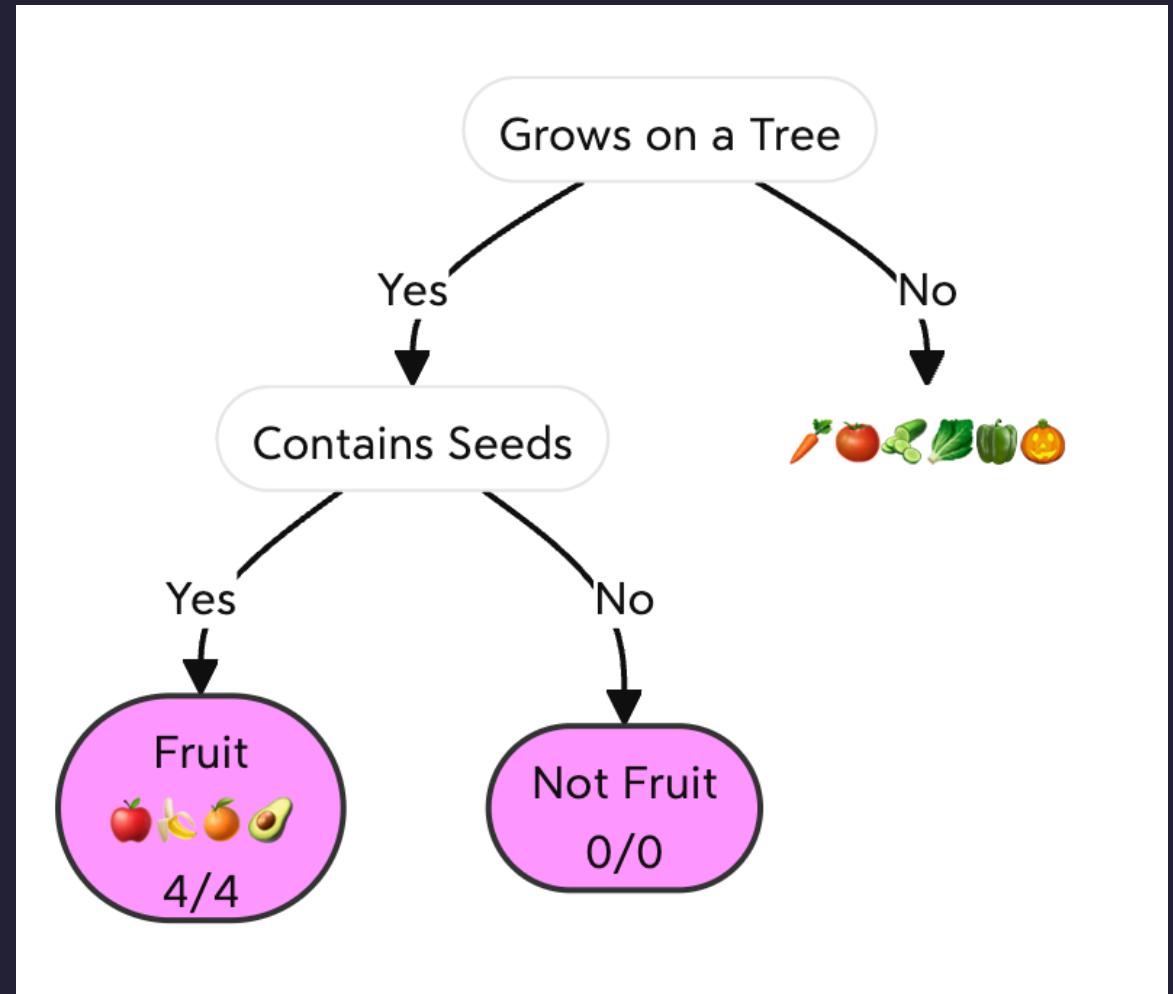 Grows on a Tree
Yes
No
Contains Seeds
Yes
No
Fruit
4/4
Not Fruit
0/0